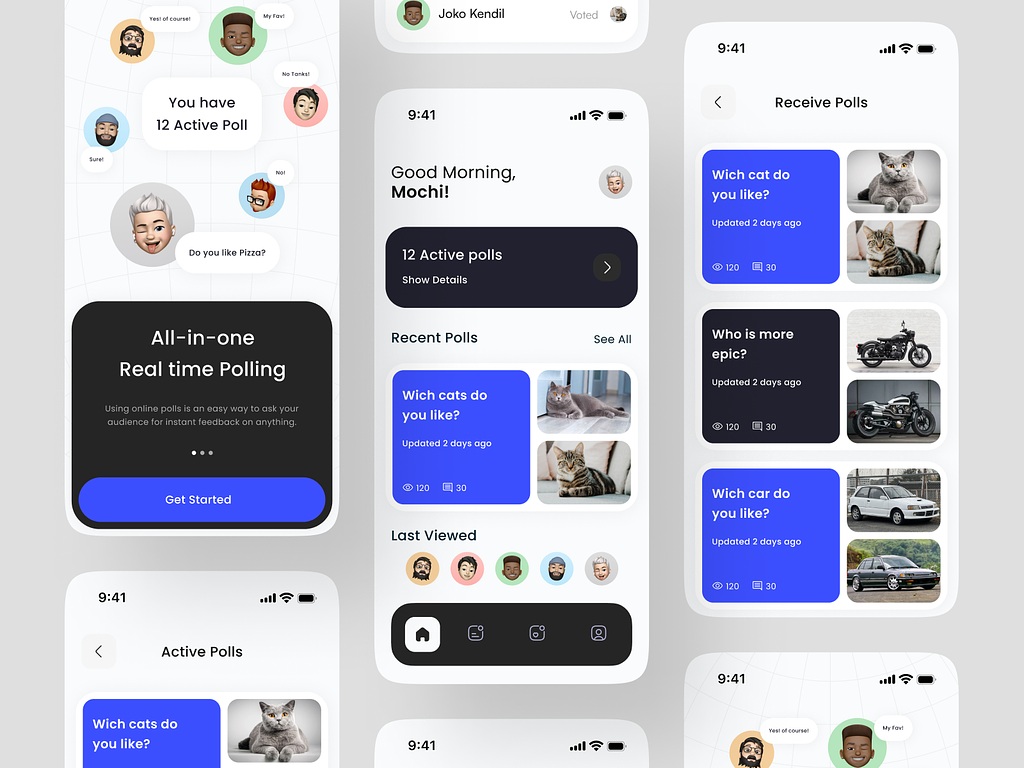 Yes! of course!
My Fav!
No Tanks!
You have
12 Active Poll
Sure!
No!
Do you like Pizza?
All-in-one
Real time Polling
Using online polls is an easy way to ask your
audience for instant feedback on anything.
Get Started
9:41
Active Polls
Wich cats do
you like?
Joko Kendil
Voted
9:41
Good Morning,
Mochi!
12 Active polls
Show Details
Recent Polls
See All
Wich cats do
you like?
Updated 2 days ago
120
30
Last Viewed
9:41
9:41
Receive Polls
Wich cat do
you like?
Updated 2 days ago
120
30
Who is more
epic?
Updated 2 days ago
120
30
Wich car do
you like?
Updated 2 days ago
120
30
9:41
Yes! of course!
My Fav!